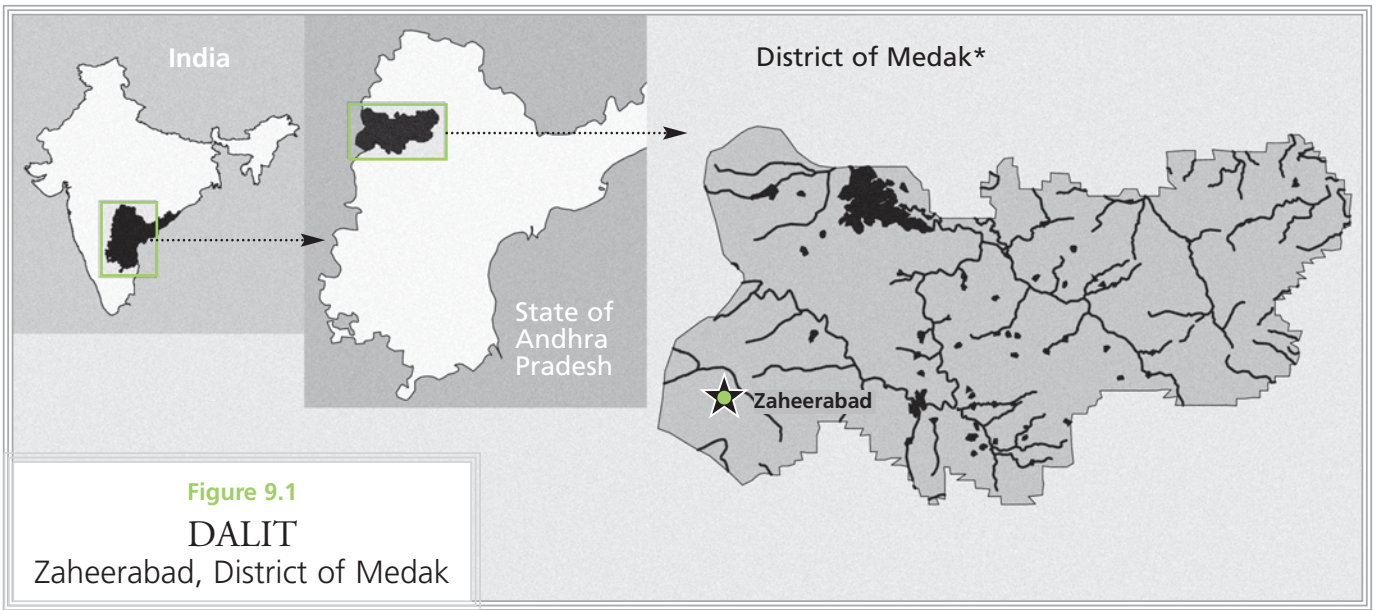 India
State of
Andhra
Pradesh
District of Medak*
Zaheerabad
Figure 9.1
DALIT
Zaheerabad, District of Medak